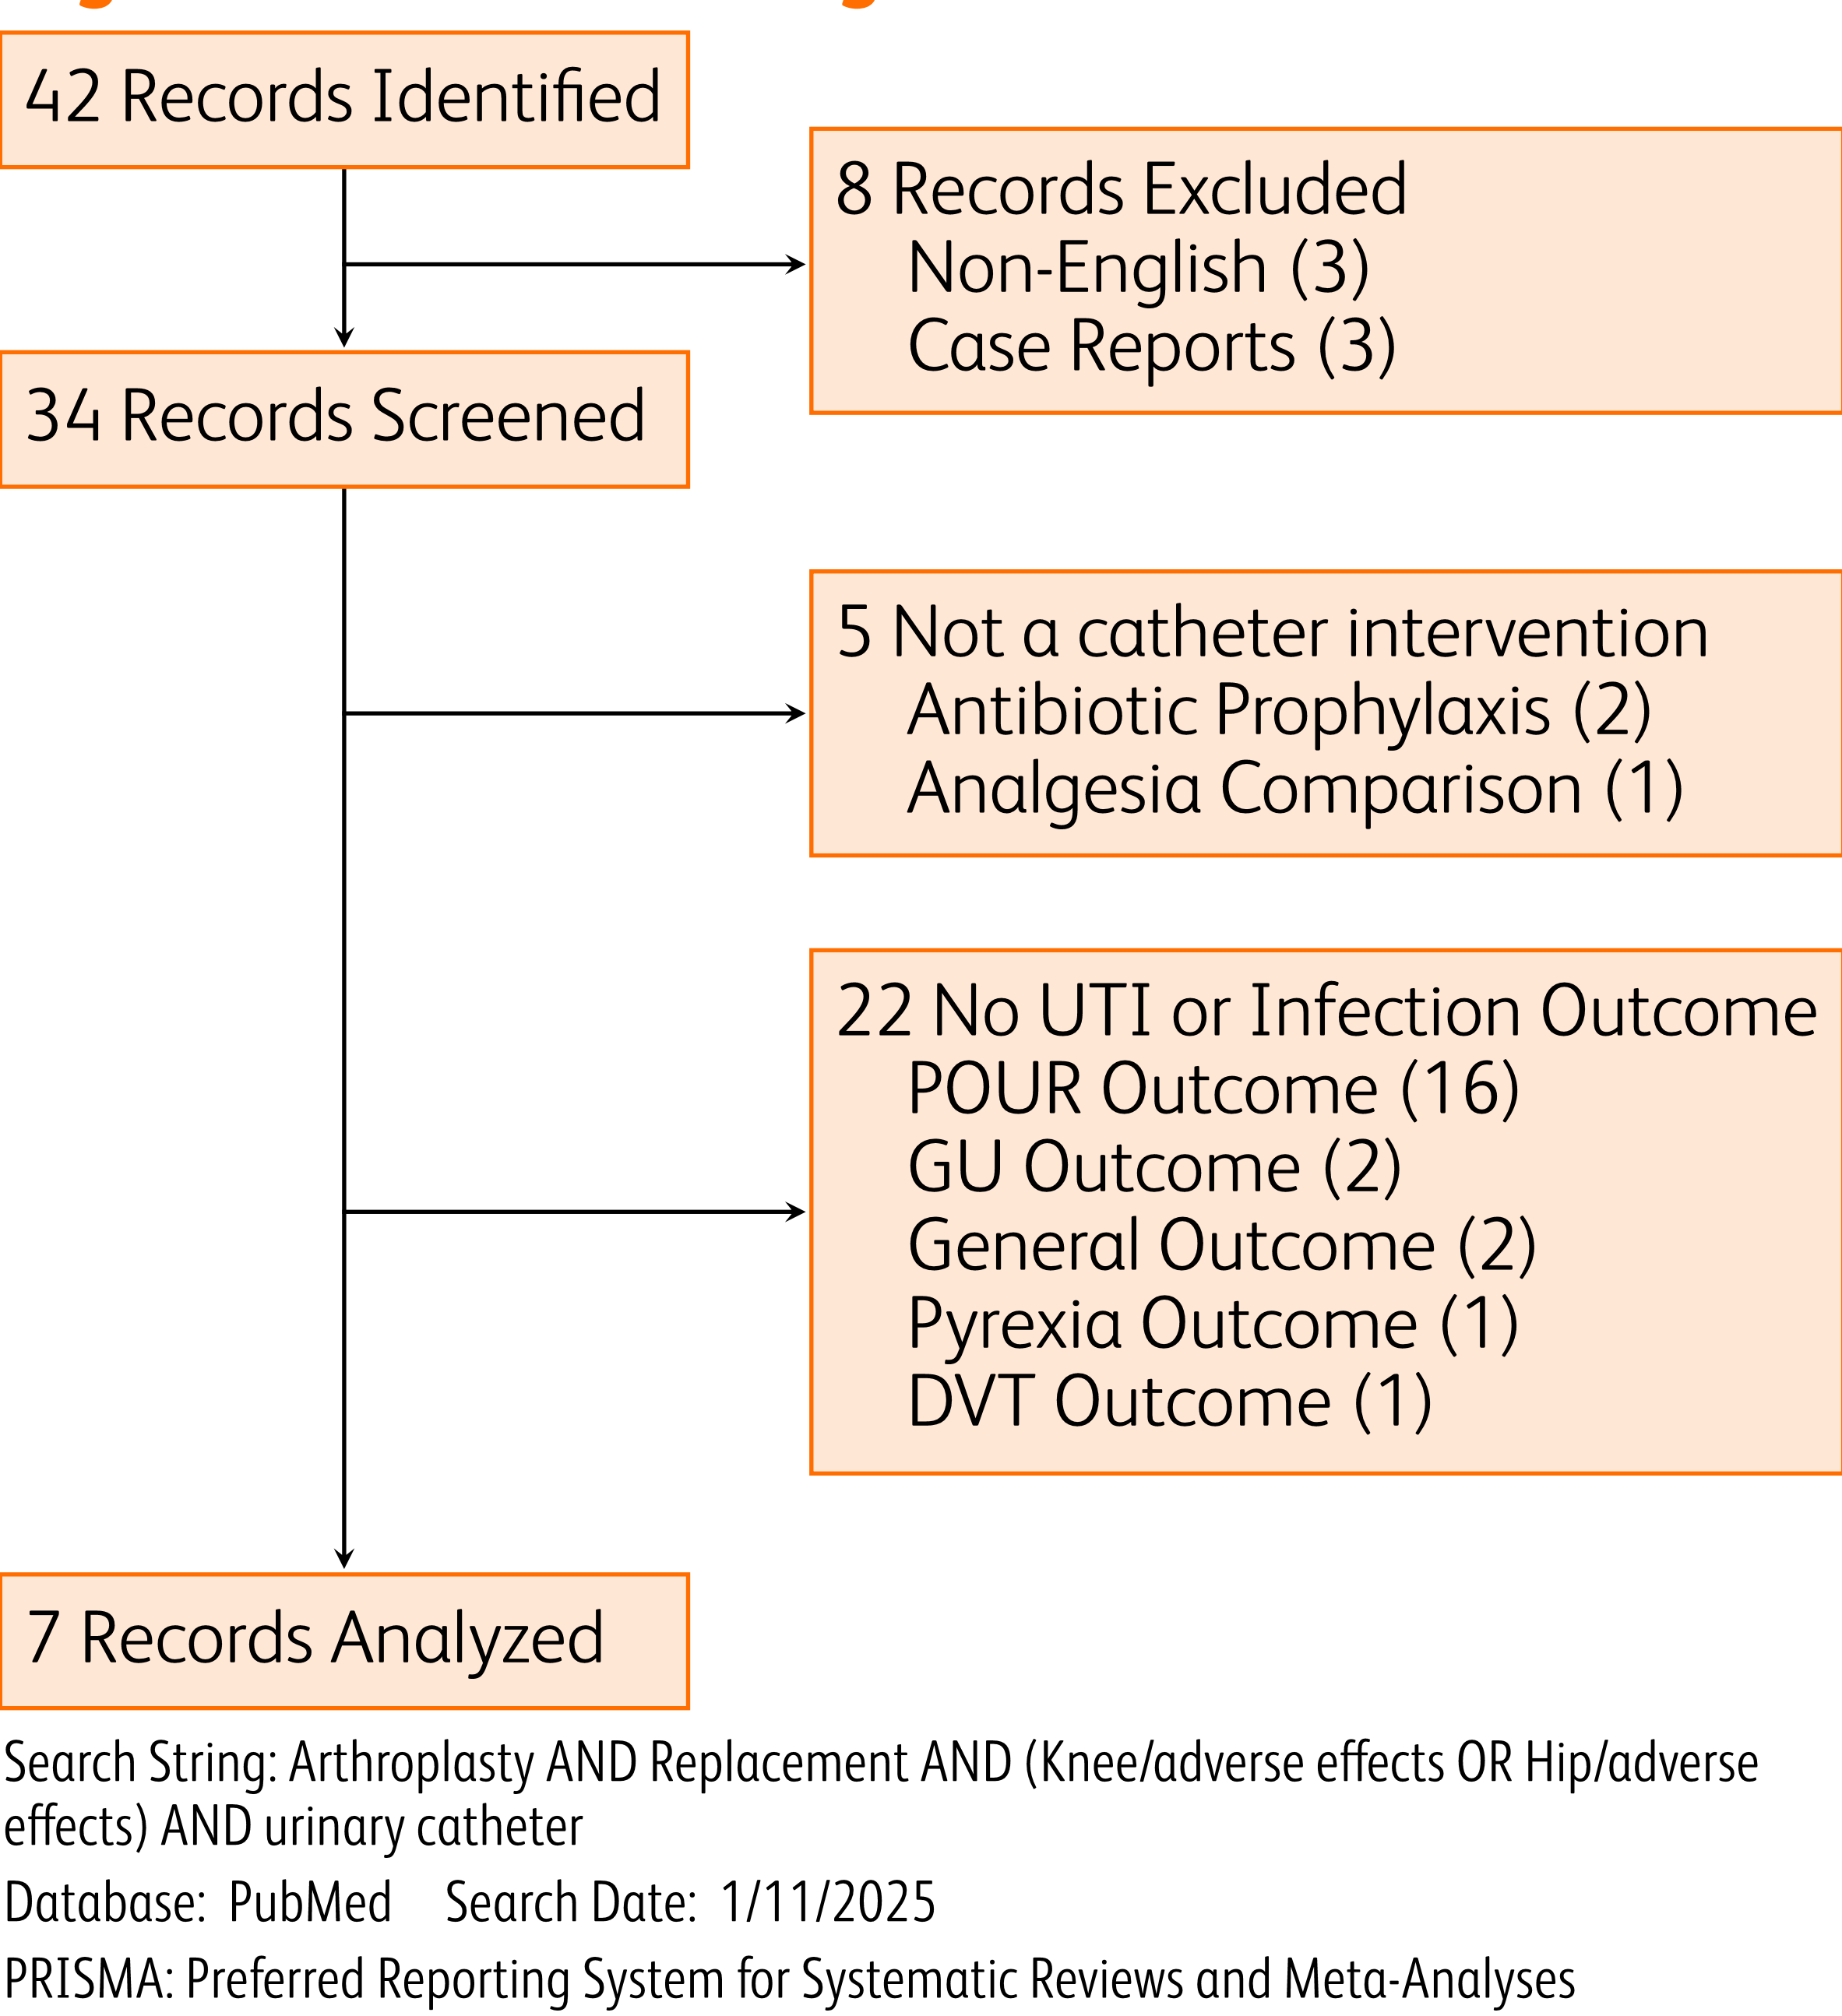 42 Records Identified
8 Records Excluded
Non-English (3)
Case Reports (3)
34 Records Screened
5 Not a catheter intervention
Antibiotic Prophylaxis (2)
Analgesia Comparison (1)
22 No UTI or Infection Outcome
POUR Outcome (16)
GU Outcome (2)
General Outcome (2)
Pyrexia Outcome (1)
DVT Outcome (1)
7 Records Analyzed
Search String: Arthroplasty AND Replacement AND (Knee/adverse effects OR Hip/adverse
effects) AND urinary catheter
Database: PubMed Search Date: 1/11/2025
PRISMA: Preferred Reporting System for Systematic Reviews and Meta-Analyses